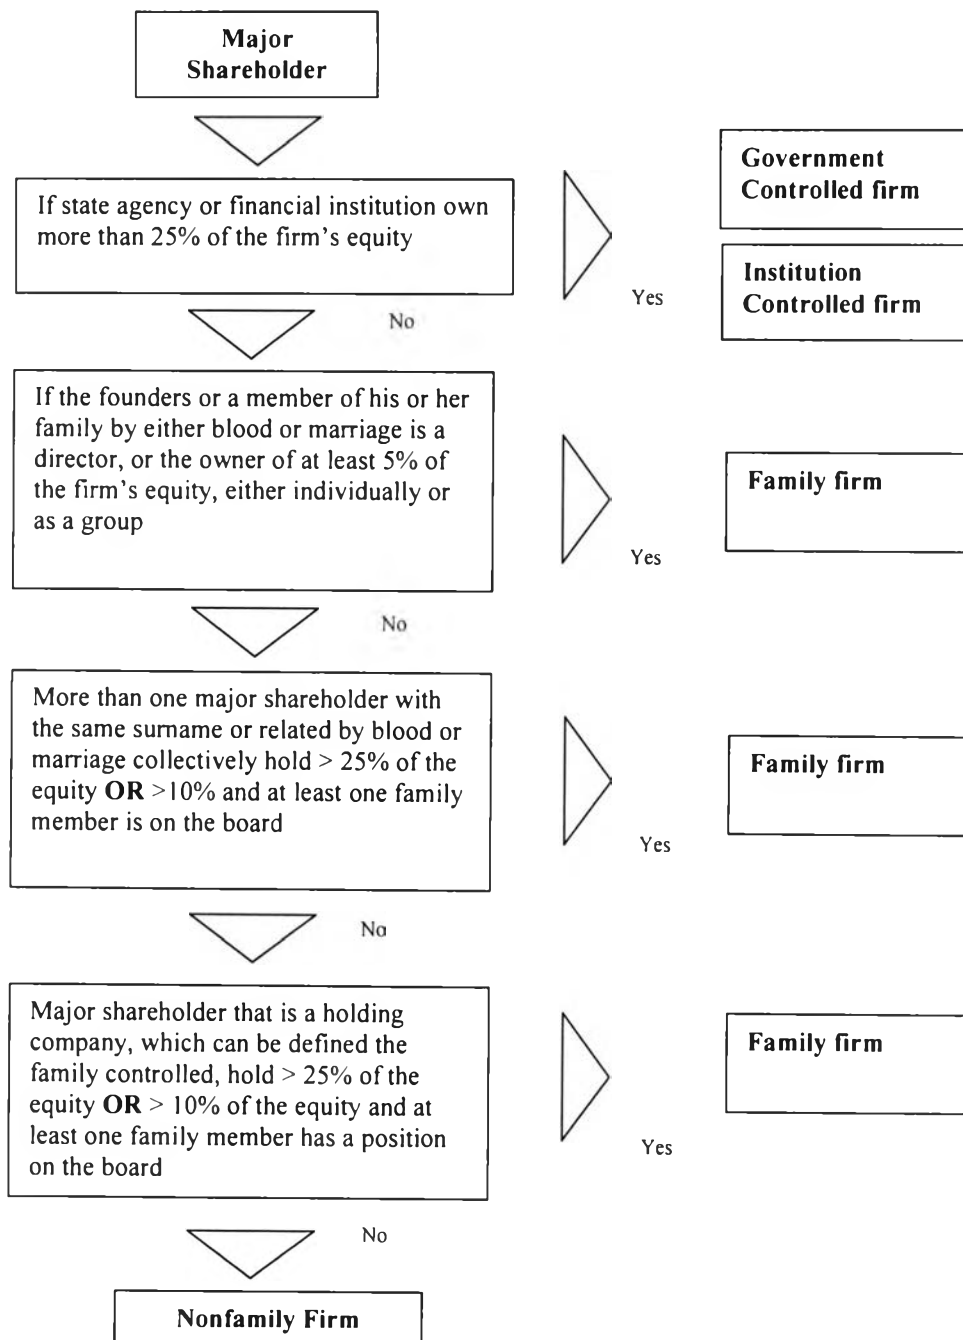 Major
Shareholder
If state agency or financial institution own
more than 25% of the firm's equity
Yes
Government
Controlled firm
Institution
Controlled firm
No
If the founders or a member of his or her
family by either blood or marriage is a
director, or the owner of at least 5% of
the firm's equity, either individually or
as a group
Yes
Family firm
No
More than one major shareholder with
the same surname or related by blood or
marriage collectively hold > 25% of the
equity OR >10% and at least one family
member is on the board
Yes
Family firm
No
Major shareholder that is a holding
company, which can be defined the
family controlled, hold > 25% of the
equity OR > 10% of the equity and at
least one family member has a position
on the board
Yes
Family firm
No
Nonfamily Firm